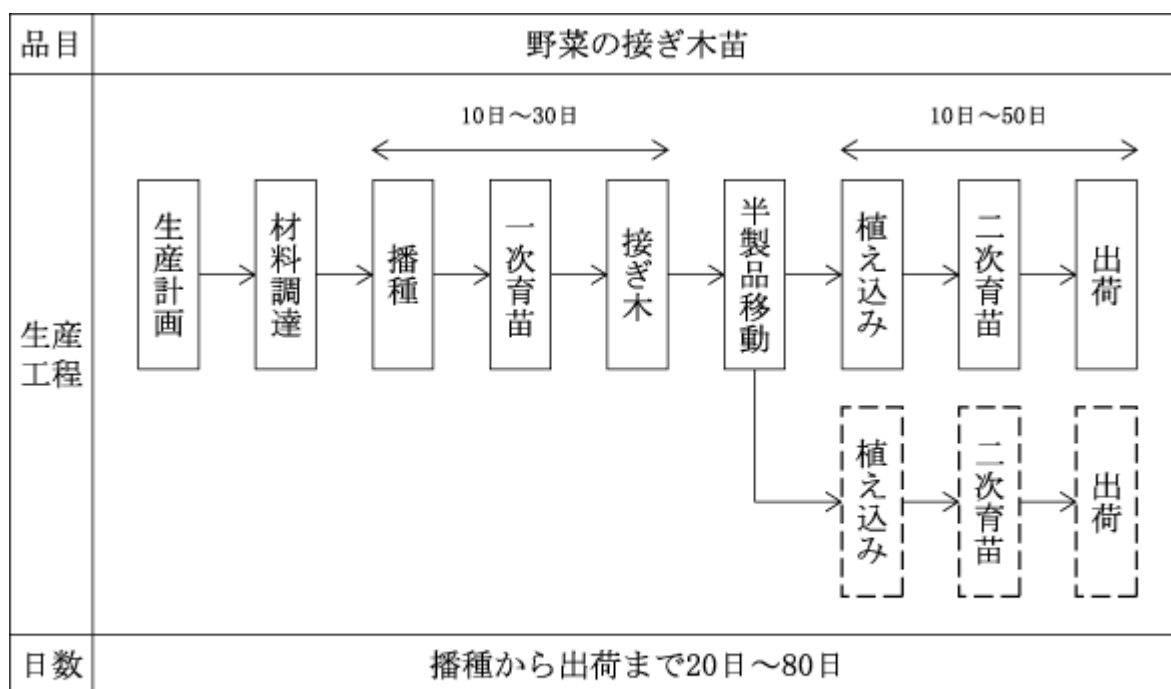 品目
野菜の接ぎ木苗
生産
工程
10日～30日
10日～50日
生産計画
材料調達
播種
一次育苗
接ぎ木
半製品移動
植え込み
二次育苗
出荷
植え込み
二次育苗
出荷
日数
播種から出荷まで20日～80日